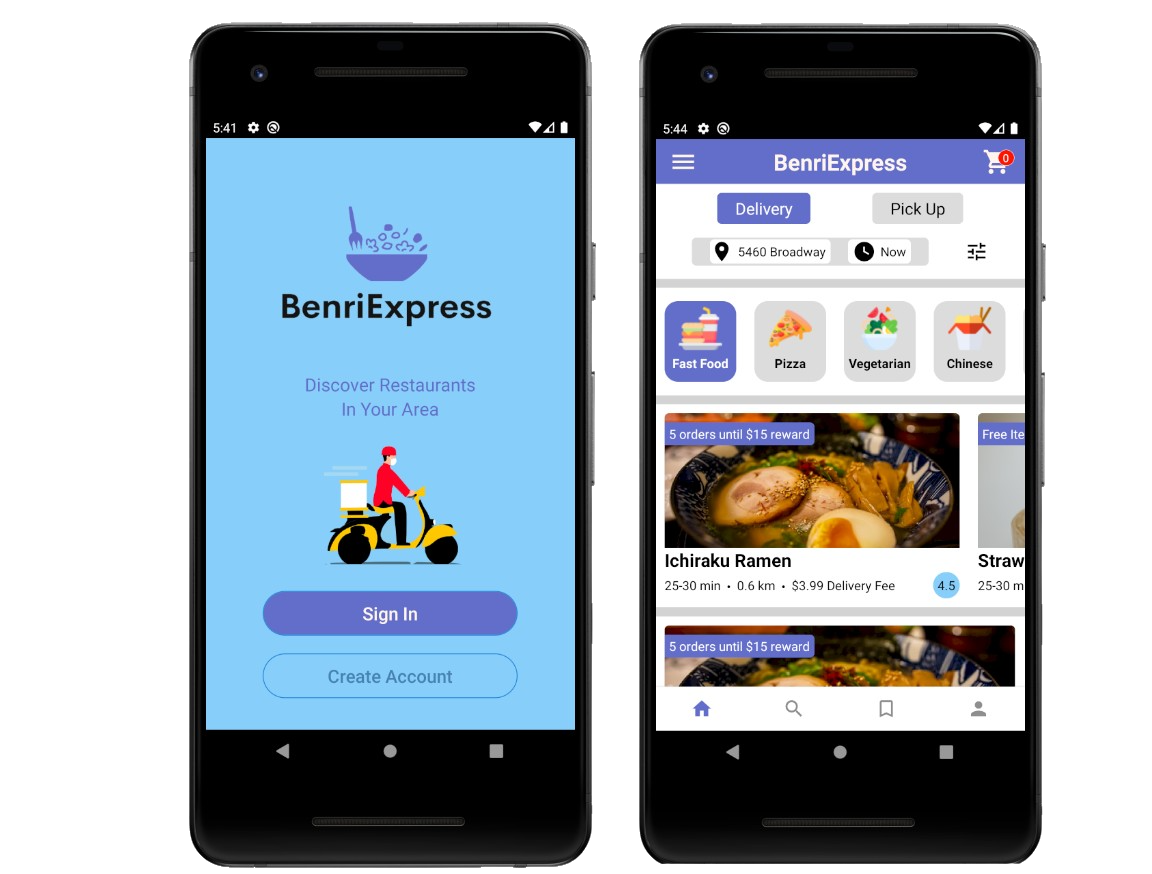 5:41
BenriExpress
Discover Restaurants
In Your Area
Sign In
Create Account
5:44
BenriExpress
0
Delivery
Pick Up
5460 Broadway
Now
Fast Food
Pizza
Vegetarian
Chinese
5 orders until $15 reward
Free Ite
Ichiraku Ramen
Straw
25-30 min • 0.6 km • $3.99 Delivery Fee
4.5
25-30 m
5 orders until $15 reward